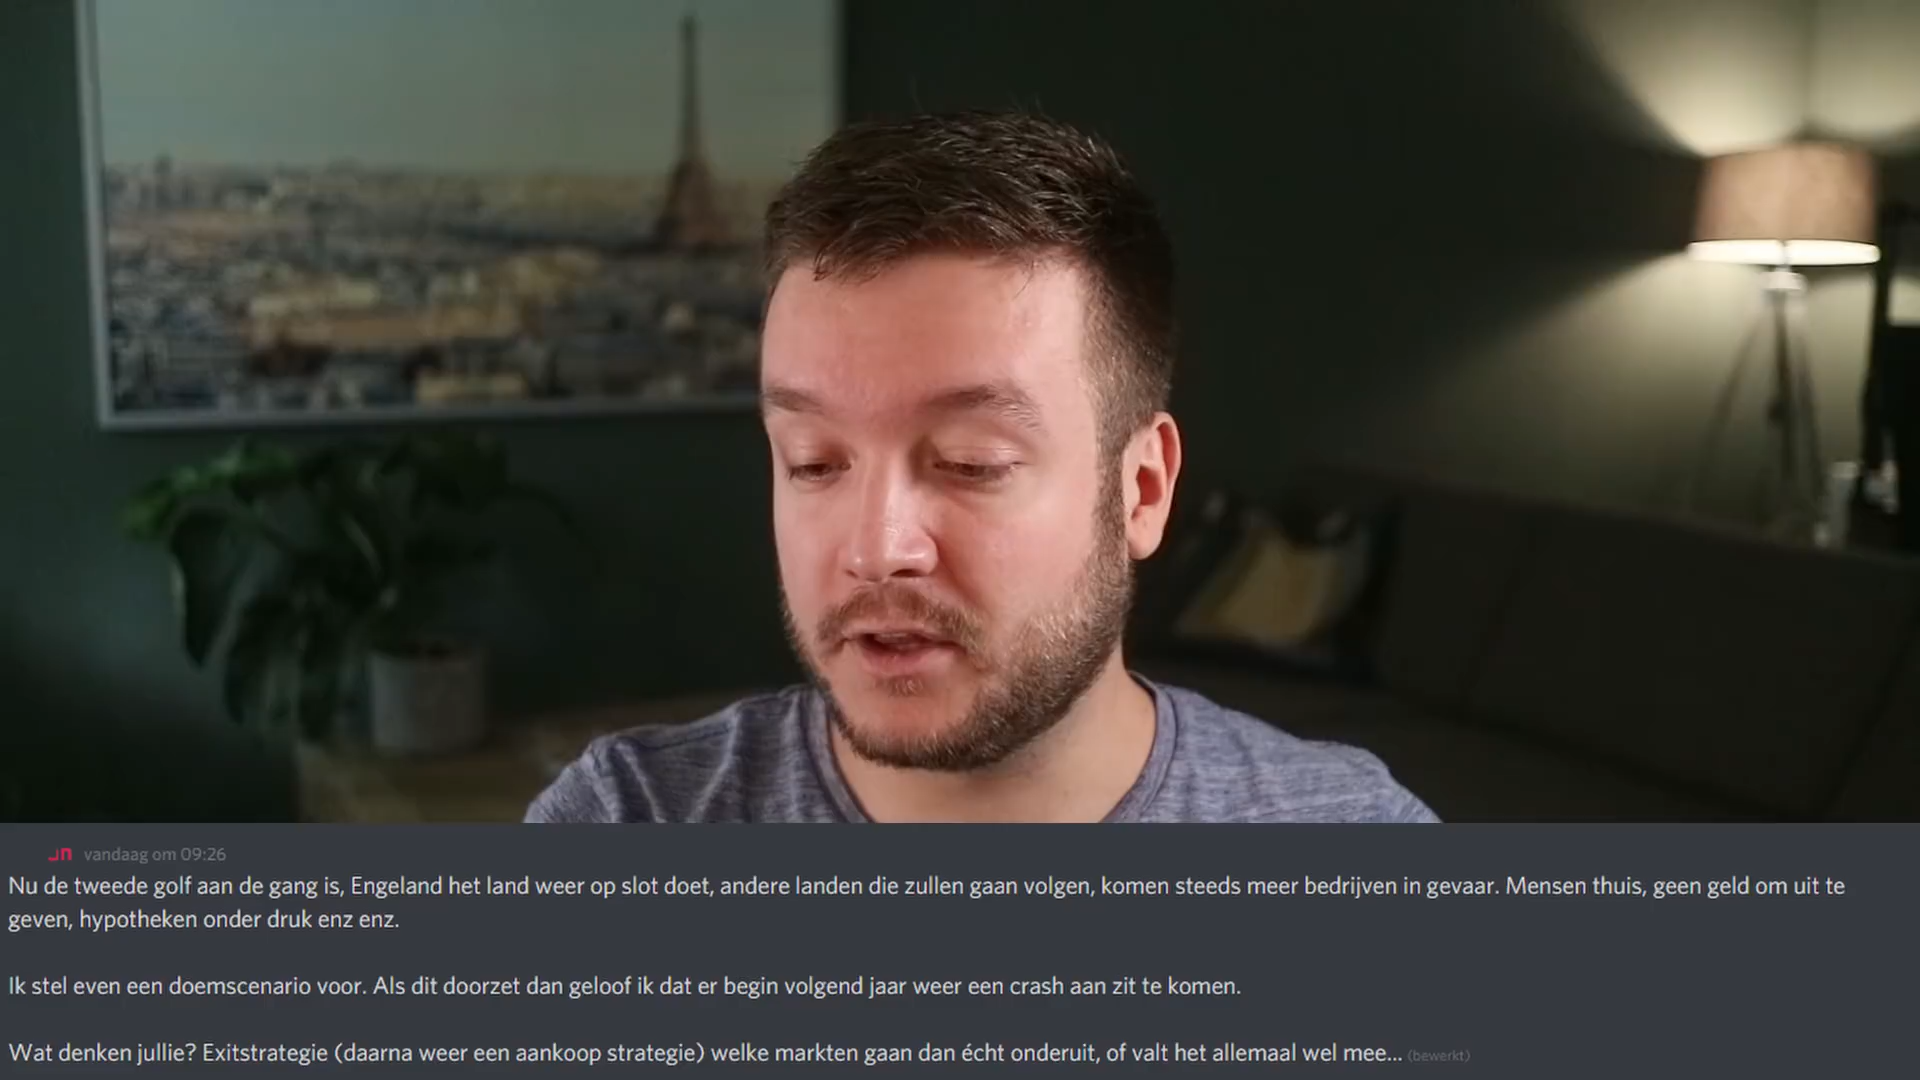 vandaag om 09:26
Nu de tweede golf aan de gang is, Engeland het land weer op slot doet, andere landen die zullen gaan volgen, komen steeds meer bedrijven in gevaar. Mensen thuis, geen geld om uit te
geven, hypotheken onder druk enz enz.
Ik stel even een doemscenario voor. Als dit doorzet dan geloof ik dat er begin volgend jaar weer een crash aan zit te komen.
Wat denken jullie? Exitstrategie (daarna weer een aankoop strategie) welke markten gaan dan écht onderuit, of valt het allemaal wel mee... (bewerkt)